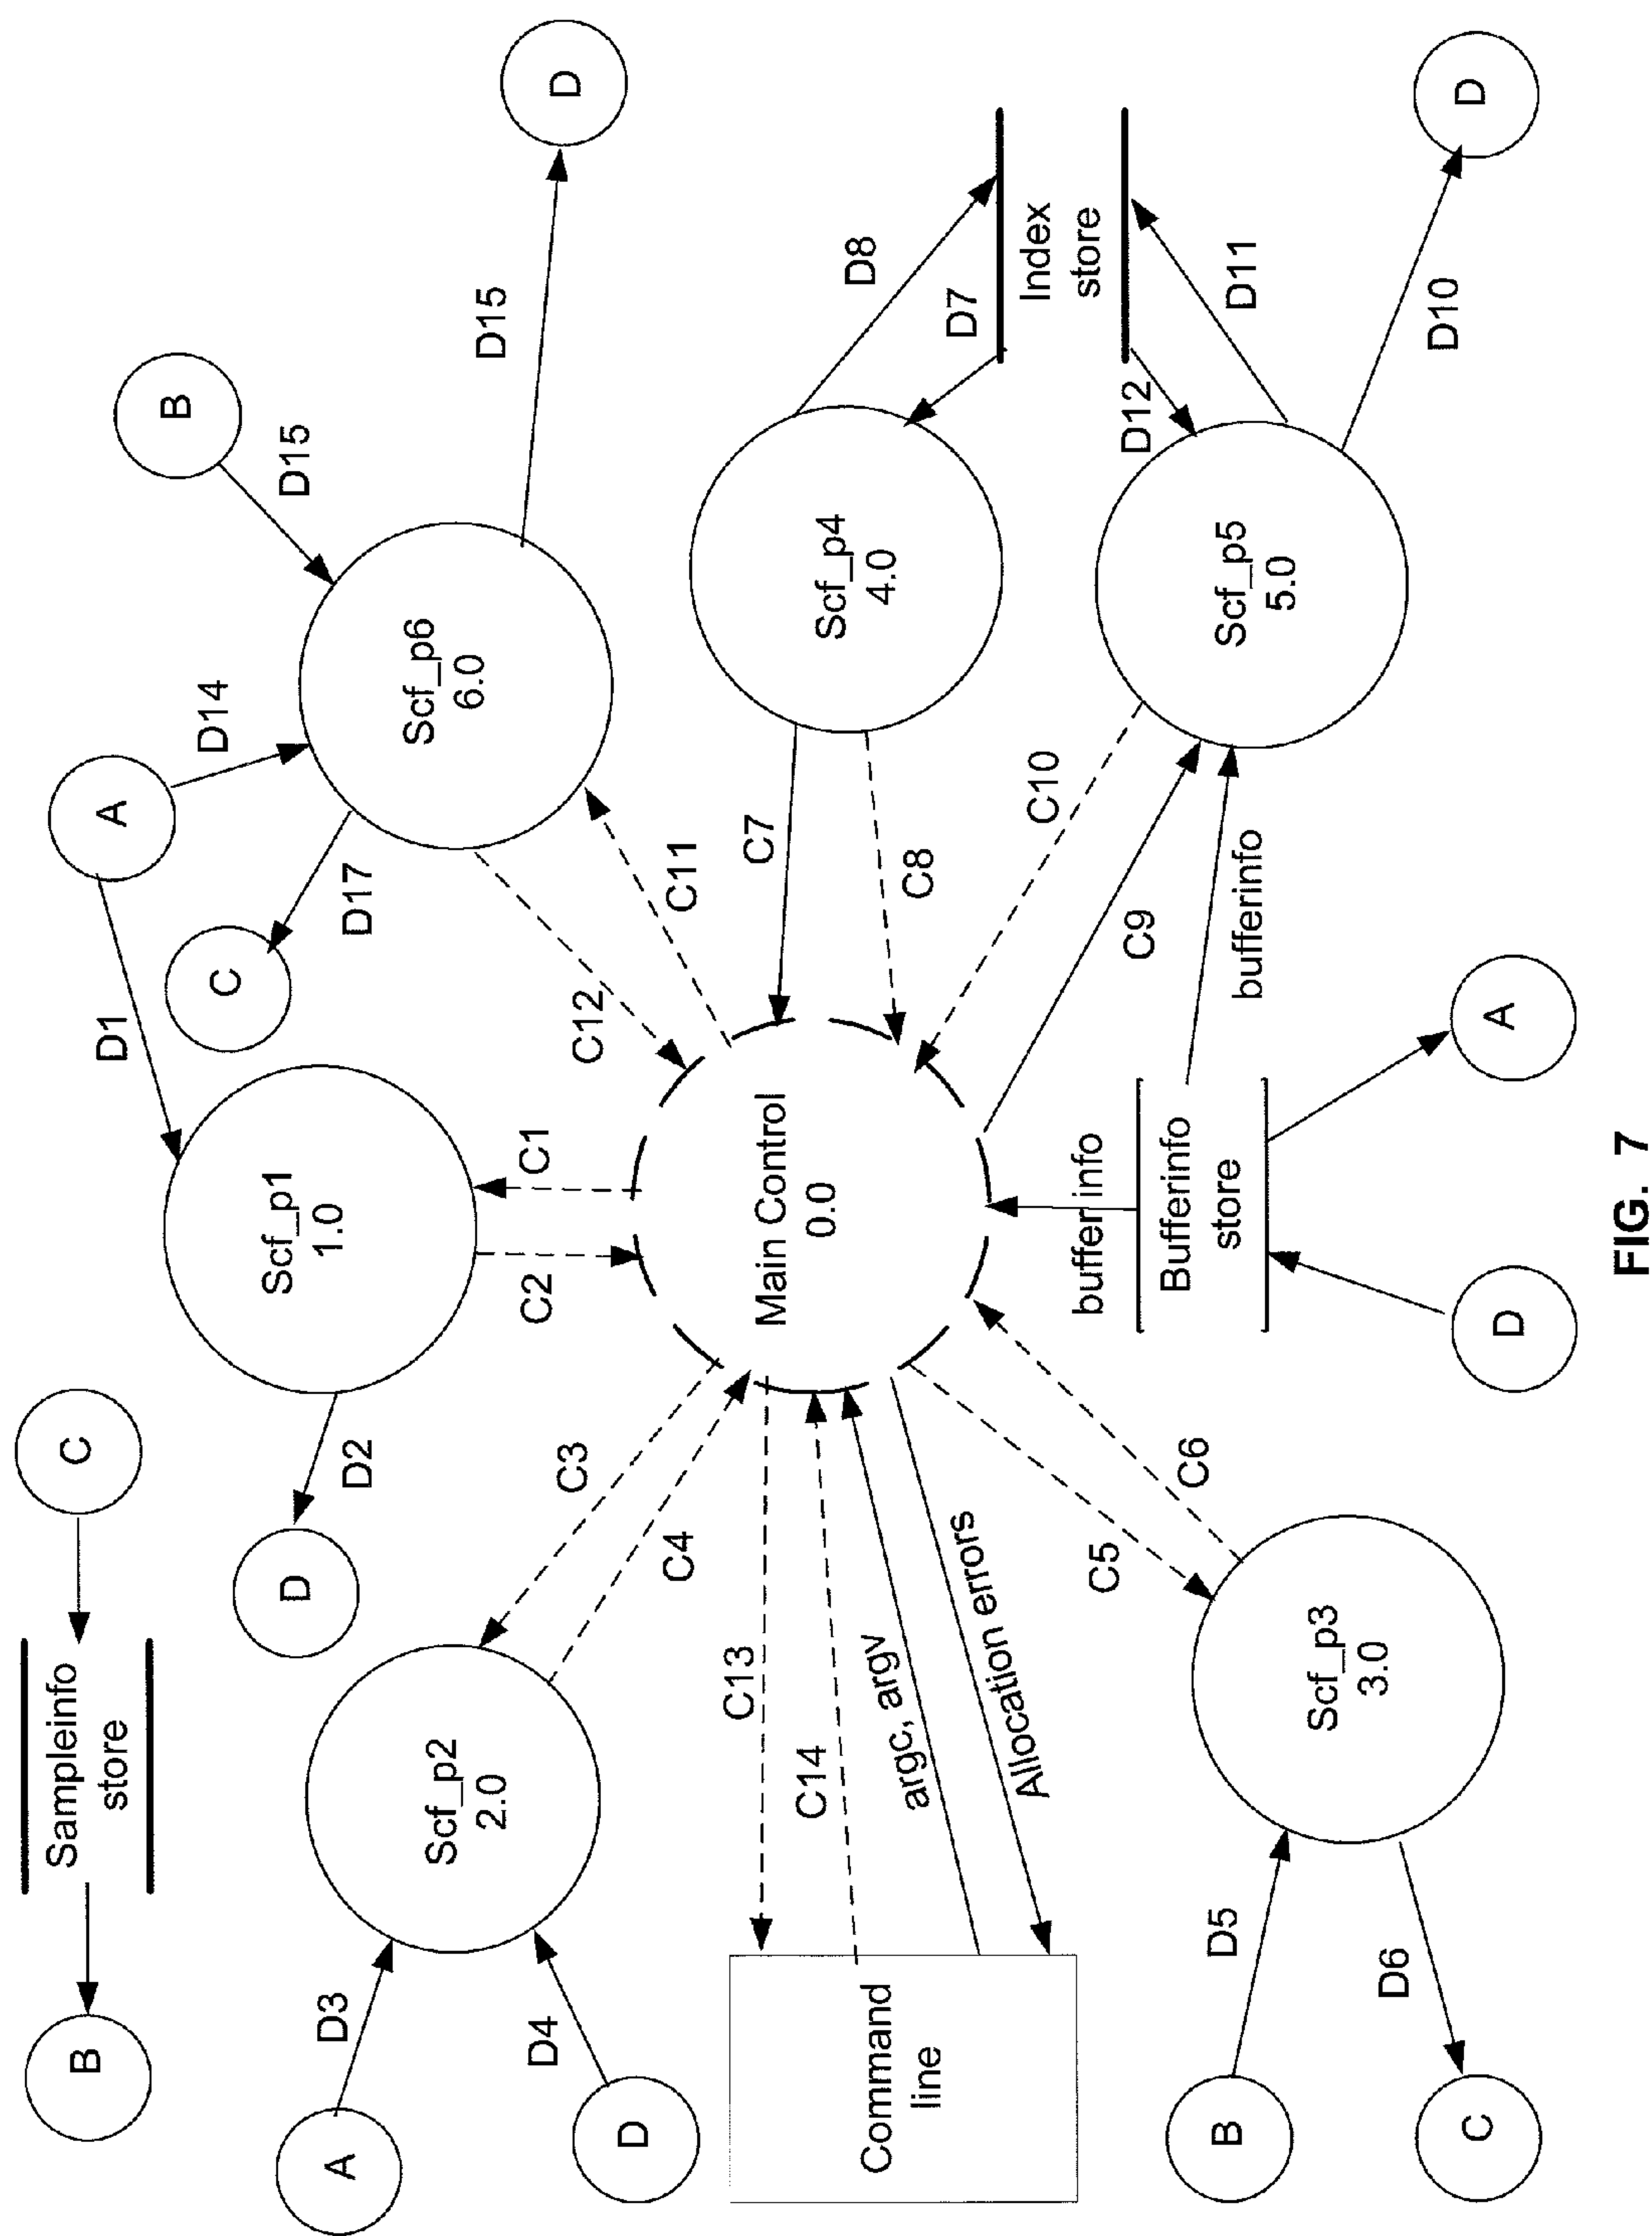 B
Sampleinfo
store
C
A
D1
B
D14
C
Scf_p1
1.0
D15
D
D3
A
D2
D17
Scf_p6
6.0
Scf_p2
2.0
D15
D4
C2
C1
D
C3
C12
D
C4
C11
C13
C7
Main Control
0.0
C14
Scf_p4
4.0
D8
Command
line
argc, argv
C8
D7
Allocation errors
Index
store
C10
buffer info
C5
C9
D12
Bufferinfo
store
C6
B
D5
Scf_p5
5.0
D11
bufferinfo
Scf_p3
3.0
D6
D10
C
D
A
D
FIG. 7